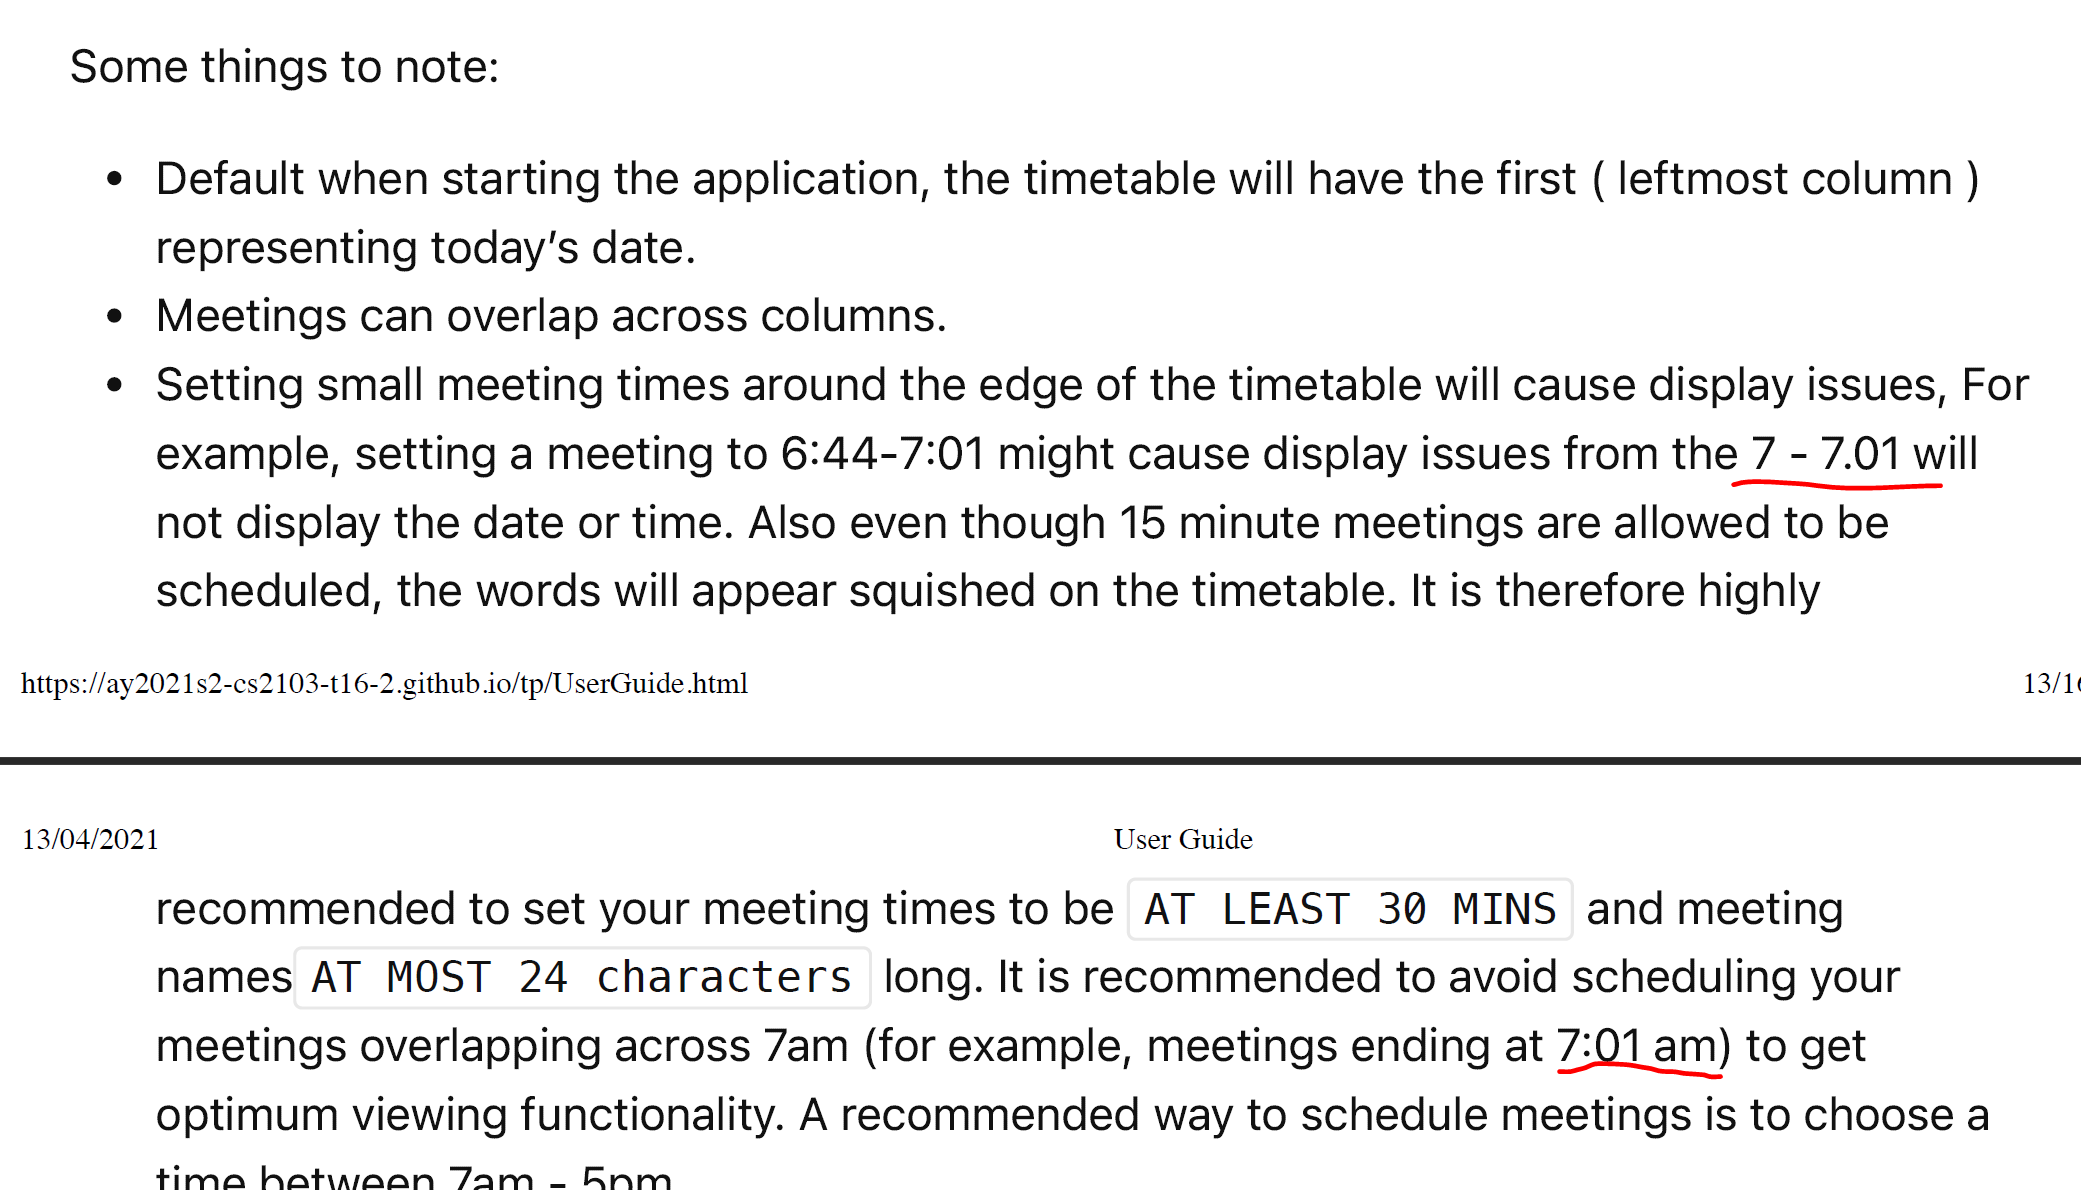 Some things to note:
• Default when starting the application, the timetable will have the first ( leftmost column )
representing today’s date.
• Meetings can overlap across columns.
• Setting small meeting times around the edge of the timetable will cause display issues, For
example, setting a meeting to 6:44-7:01 might cause display issues from the 7 - 7.01 will
not display the date or time. Also even though 15 minute meetings are allowed to be
scheduled, the words will appear squished on the timetable. It is therefore highly
https://ay2021s2-cs2103-t16-2.github.io/tp/UserGuide.html 13/16
13/04/2021 User Guide
recommended to set your meeting times to be AT LEAST 30 MINS and meeting
names AT MOST 24 characters long. It is recommended to avoid scheduling your
meetings overlapping across 7am (for example, meetings ending at 7:01 am) to get
optimum viewing functionality. A recommended way to schedule meetings is to choose a
time between 7am - 5pm